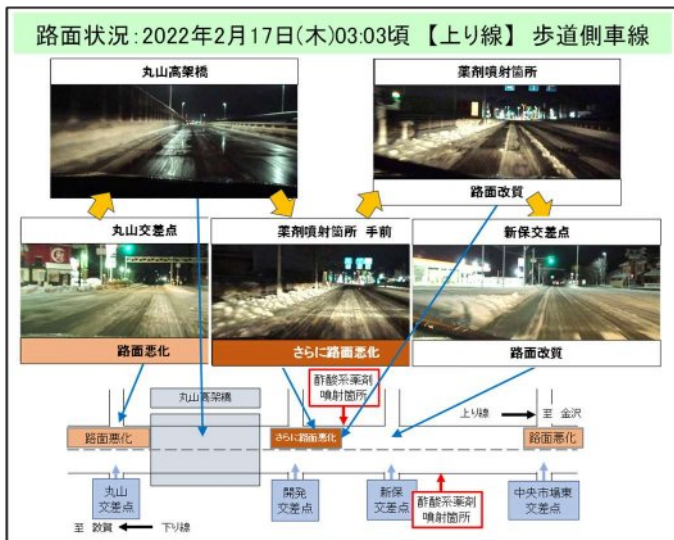 路面状況：2022年2月17日(木)03:03頃 【上り線】 歩道側車線
丸山高架橋
薬剤噴射箇所
路面改質
丸山交差点
薬剤噴射箇所 手前
新保交差点
路面悪化
さらに路面悪化
路面改質
丸山高架橋
酢酸系薬剤
噴射箇所
上り線
至 金沢
路面悪化
さらに路面悪化
路面悪化
丸山
交差点
開発
交差点
新保
交差点
酢酸系薬剤
噴射箇所
中央市場東
交差点
至 敦賀
下り線